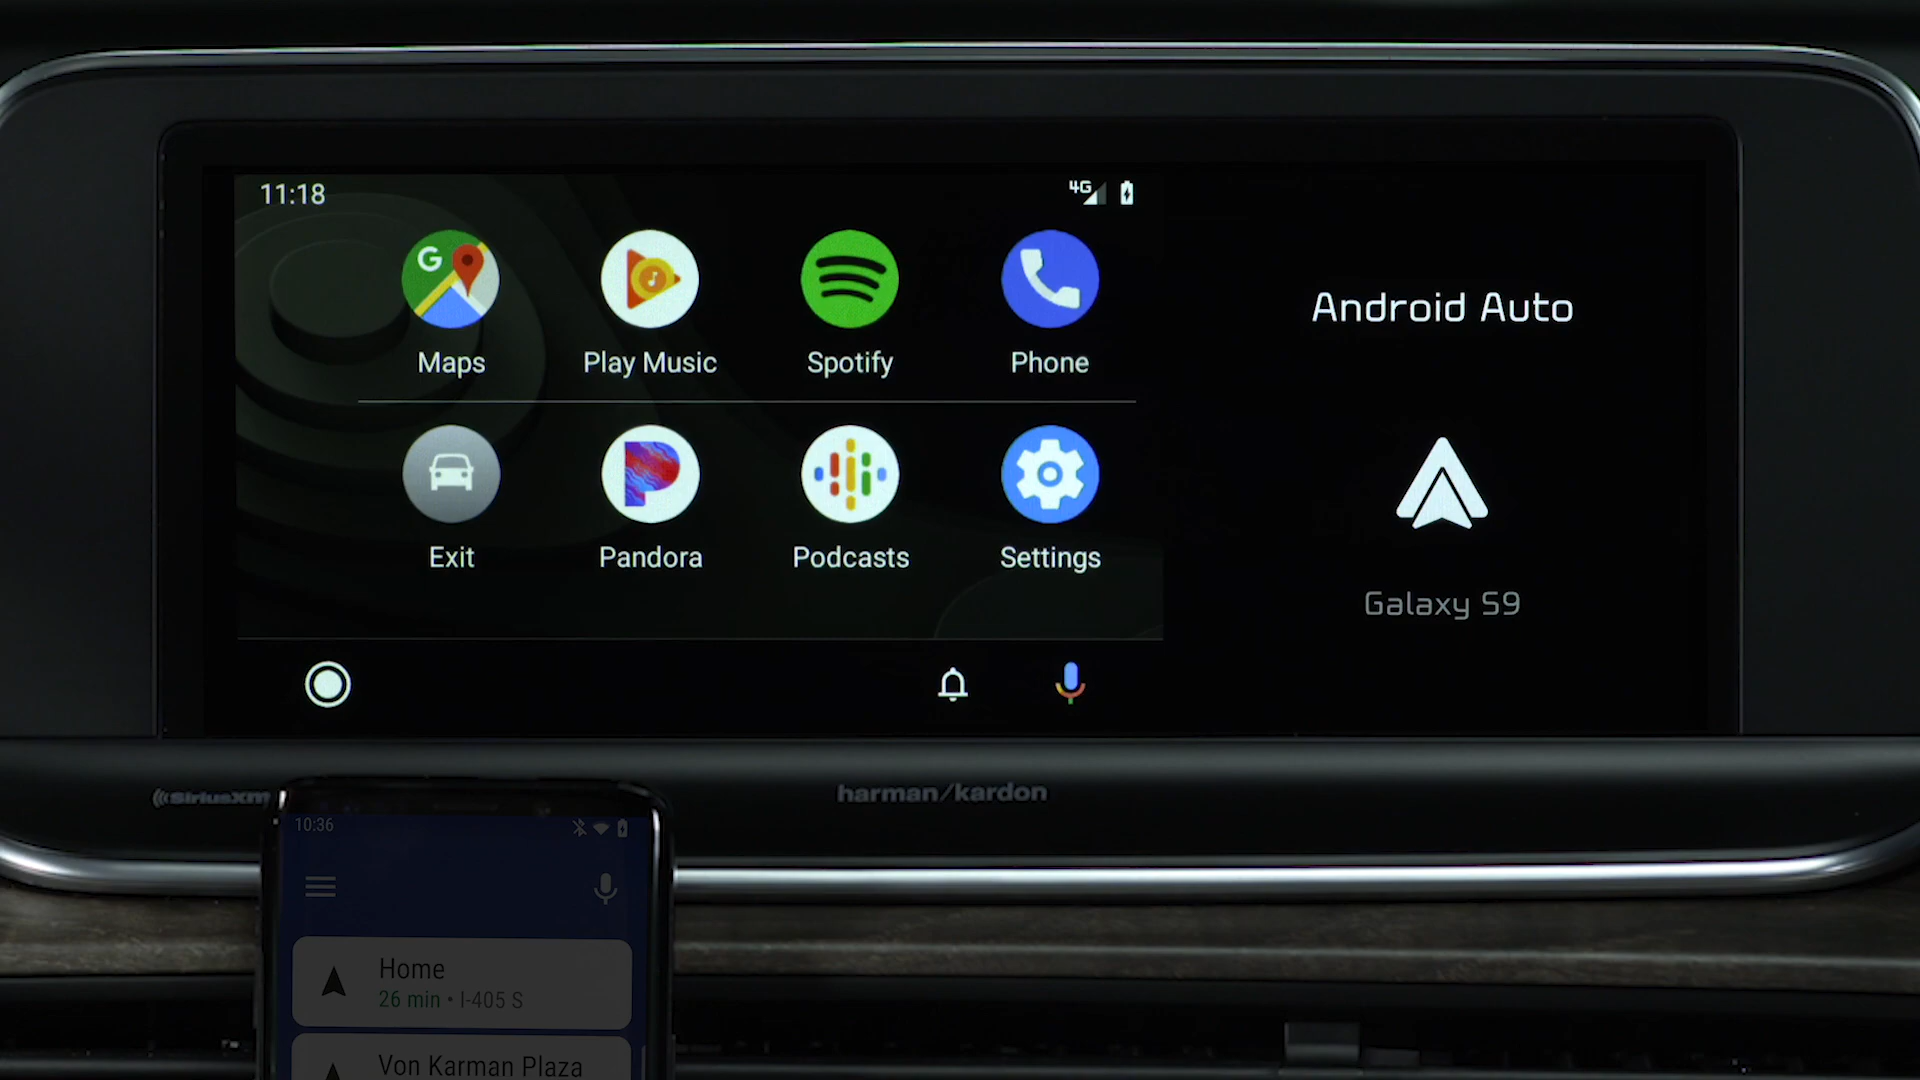 11:18
4G
Maps
Play Music
Spotify
Phone
Exit
Pandora
Podcasts
Settings
Android Auto
Galaxy S9
SiriusXM
harman/kardon
10:36
Home
26 min • I-405 S
Von Karman Plaza